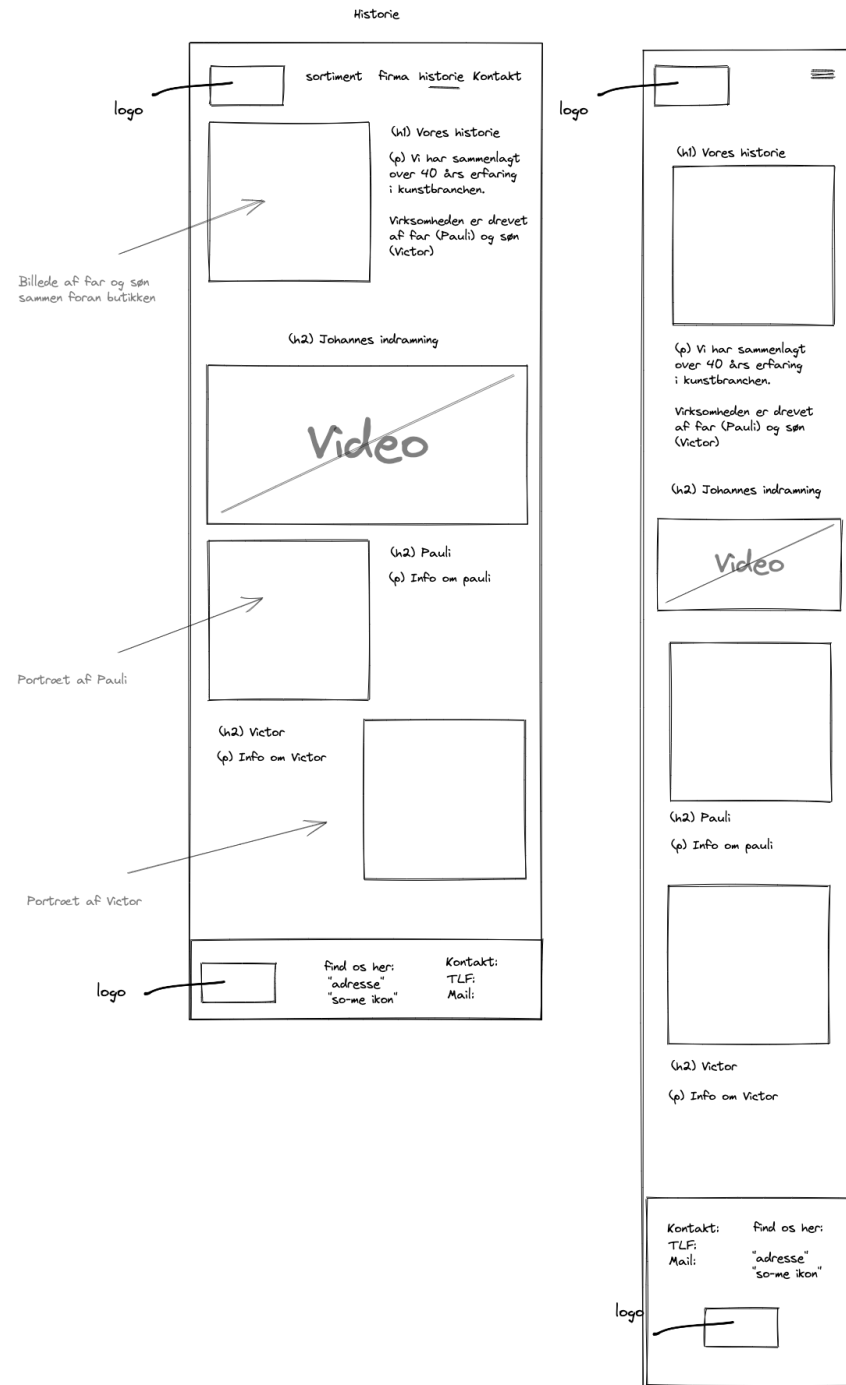 Historie
logo
sortiment firma historie Kontakt
(h1) Vores historie
(p) Vi har sammenlagt
over 40 års erfaring
i kunstbranchen.
Virksomheden er drevet
af far (Pauli) og søn
(Victor)
Billede af far og søn
sammen foran butikken
(h2) Johannes indramning
Video
(h2) Pauli
(p) Info om pauli
Portræt af Pauli
(h2) Victor
(p) Info om Victor
Portræt af Victor
logo
find os her:
"adresse"
"so-me ikon"
Kontakt:
TLF:
Mail:
logo
(h1) Vores historie
(p) Vi har sammenlagt
over 40 års erfaring
i kunstbranchen.
Virksomheden er drevet
af far (Pauli) og søn
(Victor)
(h2) Johannes indramning
Video
(h2) Pauli
(p) Info om pauli
(h2) Victor
(p) Info om Victor
Kontakt:
TLF:
Mail:
find os her:
"adresse"
"so-me ikon"
logo